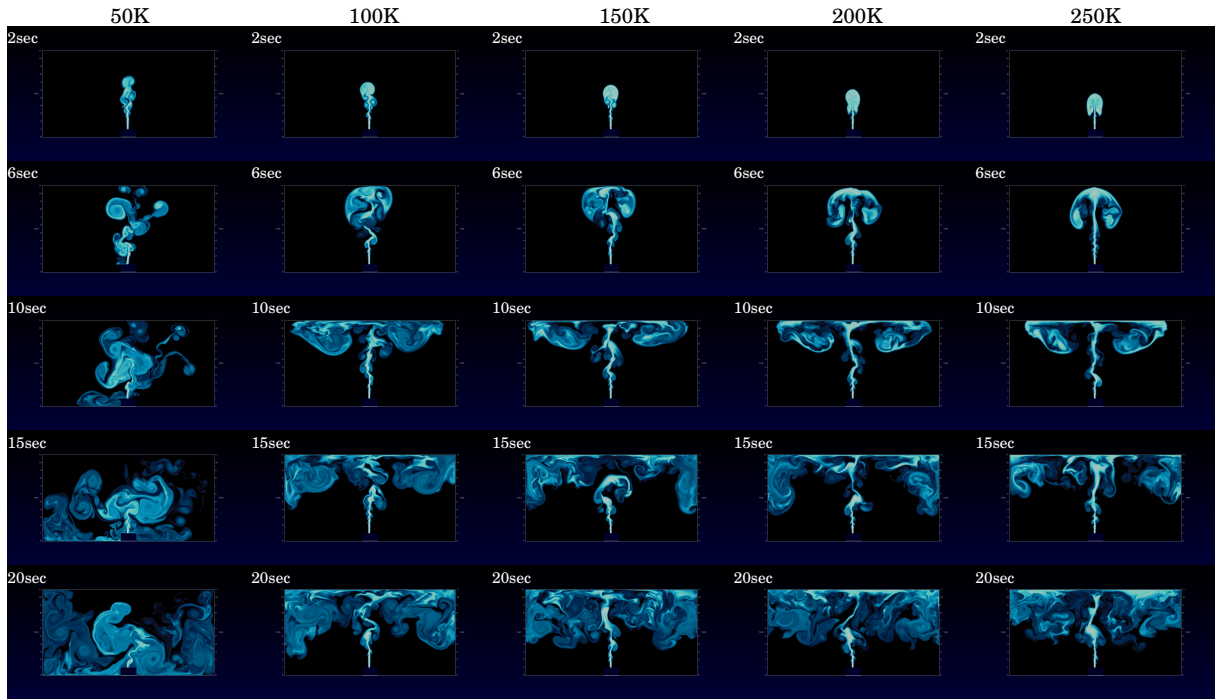 50K 100K 150K 200K 250K
2sec 2sec 2sec 2sec 2sec
6sec 6sec 6sec 6sec 6sec
10sec 10sec 10sec 10sec 10sec
15sec 15sec 15sec 15sec 15sec
20sec 20sec 20sec 20sec 20sec